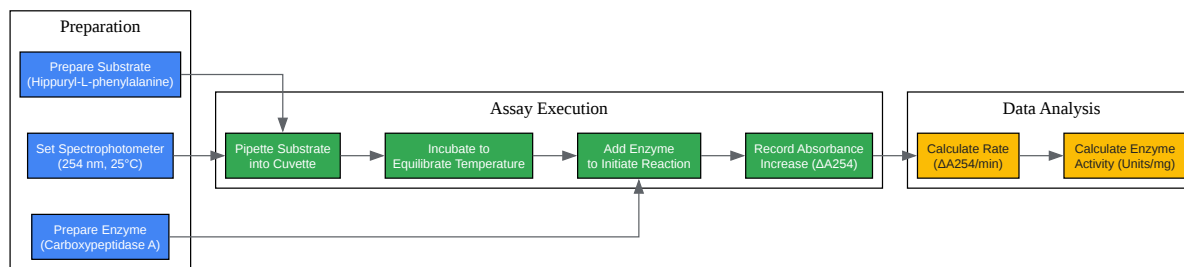 Preparation
Prepare Substrate
(Hippuryl-L-phenylalanine)
Set Spectrophotometer
(254 nm, 25°C)
Prepare Enzyme
(Carboxypeptidase A)
Assay Execution
Pipette Substrate
into Cuvette
Incubate to
Equilibrate Temperature
Add Enzyme
to Initiate Reaction
Record Absorbance
Increase (ΔA254)
Data Analysis
Calculate Rate
(ΔA254/min)
Calculate Enzyme
Activity (Units/mg)